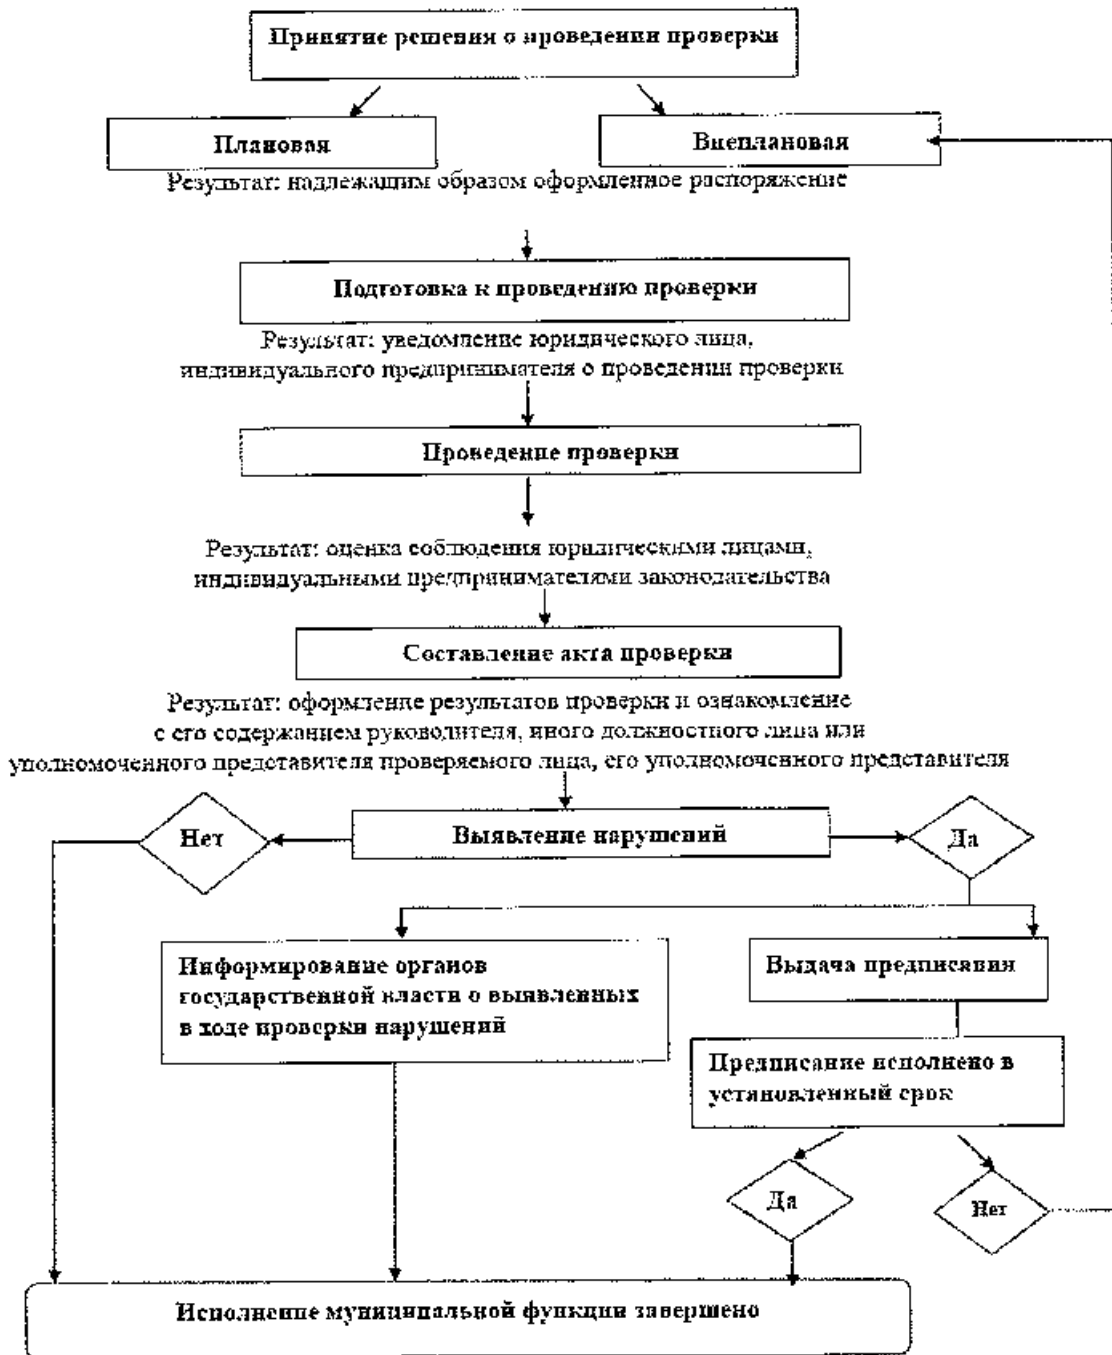 Принятие решения о проведении проверки
Плановая
Внеплановая
Результат: надлежащим образом оформленное распоряжение
Подготовка к проведению проверки
Результат: уведомление юридического лица,
индивидуального предпринимателя о проведении проверки
Проведение проверки
Результат: оценка соблюдения юридическими лицами,
индивидуальными предпринимателями законодательства
Составление акта проверки
Результат: оформление результатов проверки и ознакомление
с его содержанием руководителя, иного должностного лица или
уполномоченного представителя проверяемого лица, его уполномоченного представителя
Нет
Выявление нарушений
Да
Информирование органов
государственной власти о выявленных
в ходе проверки нарушений
Выдача предписания
Предписание исполнено в
установленный срок
Да
Нет
Исполнение муниципальной функции завершено